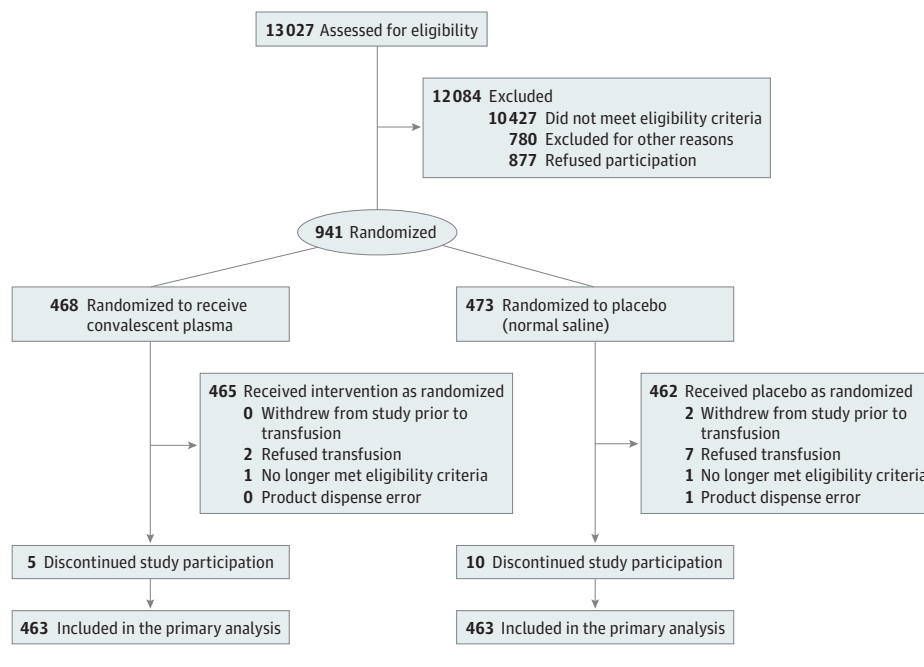 13027 Assessed for eligibility
12084 Excluded
10427 Did not meet eligibility criteria
780 Excluded for other reasons
877 Refused participation
941 Randomized
468 Randomized to receive
convalescent plasma
473 Randomized to placebo
(normal saline)
465 Received intervention as randomized
0 Withdrew from study prior to
transfusion
2 Refused transfusion
1 No longer met eligibility criteria
0 Product dispense error
462 Received placebo as randomized
2 Withdrew from study prior to
transfusion
7 Refused transfusion
1 No longer met eligibility criteria
1 Product dispense error
5 Discontinued study participation
10 Discontinued study participation
463 Included in the primary analysis
463 Included in the primary analysis